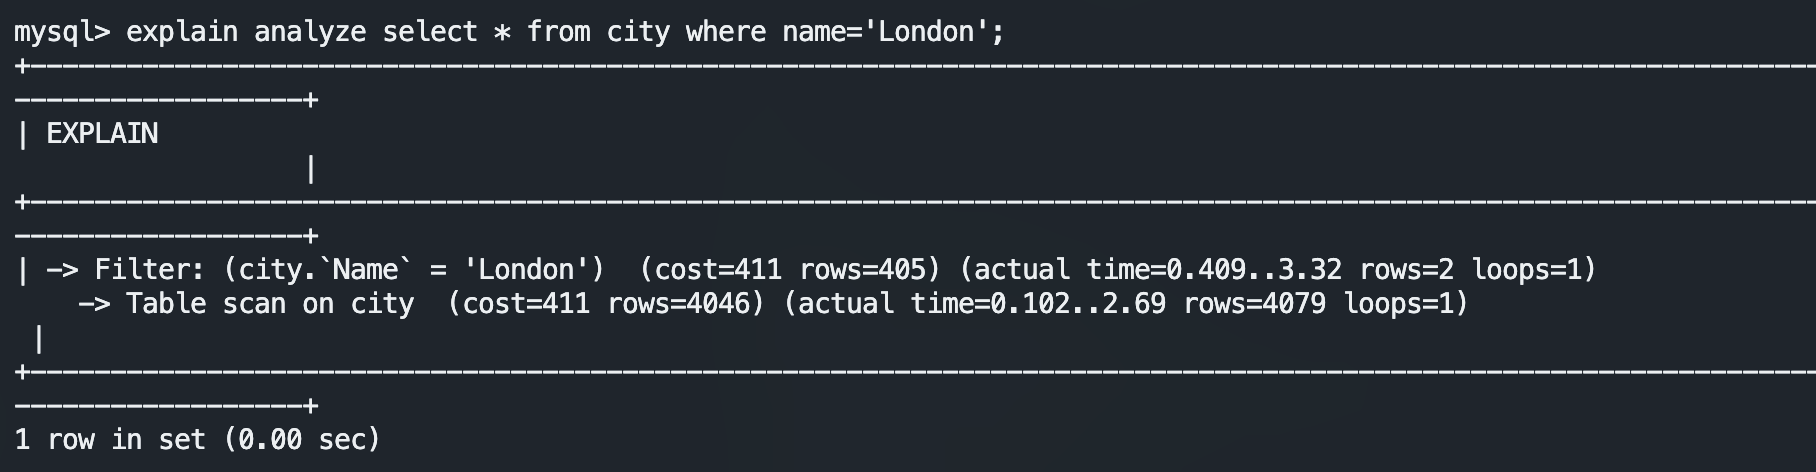 mysql> explain analyze select * from city where name='London';
+----------------------------------------------------------------------------------------------------------------
-------------------+
| EXPLAIN
                   |
+----------------------------------------------------------------------------------------------------------------
-------------------+
| -> Filter: (city.`Name` = 'London')  (cost=411 rows=405) (actual time=0.409..3.32 rows=2 loops=1)
    -> Table scan on city  (cost=411 rows=4046) (actual time=0.102..2.69 rows=4079 loops=1)
 |
+----------------------------------------------------------------------------------------------------------------
-------------------+
1 row in set (0.00 sec)